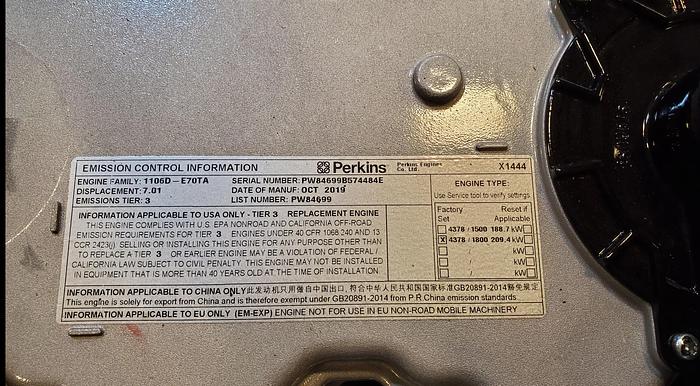 EMISSION CONTROL INFORMATION Perkins Perkins Engines Co. Ltd. X1444
ENGINE FAMILY: 1106D-E70TA SERIAL NUMBER: PW84699B574484E
DISPLACEMENT: 7.01 DATE OF MANUF: OCT 2019
EMISSIONS TIER: 3 LIST NUMBER: PW84699
ENGINE TYPE:
Use Service tool to verify settings
Factory Set Reset if Applicable
4378 / 1500 188.7 kW
X 4378 / 1800 209.4 kW
/ kW
/ kW
INFORMATION APPLICABLE TO USA ONLY - TIER 3 REPLACEMENT ENGINE
THIS ENGINE COMPLIES WITH U.S. EPA NONROAD AND CALIFORNIA OFF-ROAD
EMISSION REQUIREMENTS FOR TIER 3 ENGINES UNDER 40 CFR 1068 240 AND 13
CCR 2423(j). SELLING OR INSTALLING THIS ENGINE FOR ANY PURPOSE OTHER THAN
TO REPLACE A TIER 3 OR EARLIER ENGINE MAY BE A VIOLATION OF FEDERAL /
CALIFORNIA LAW SUBJECT TO CIVIL PENALTY. THIS ENGINE MAY NOT BE INSTALLED
IN EQUIPMENT THAT IS MORE THAN 40 YEARS OLD AT THE TIME OF INSTALLATION
INFORMATION APPLICABLE TO CHINA ONLY 此发动机只用做自中国出口, 符合中华人民共和国国家标准GB20891-2014豁免规定
This engine is solely for export from China and is therefore exempt under GB20891-2014 from P.R.China emission standards.
INFORMATION APPLICABLE TO EU ONLY (EM-EXP) ENGINE NOT FOR USE IN EU NON-ROAD MOBILE MACHINERY